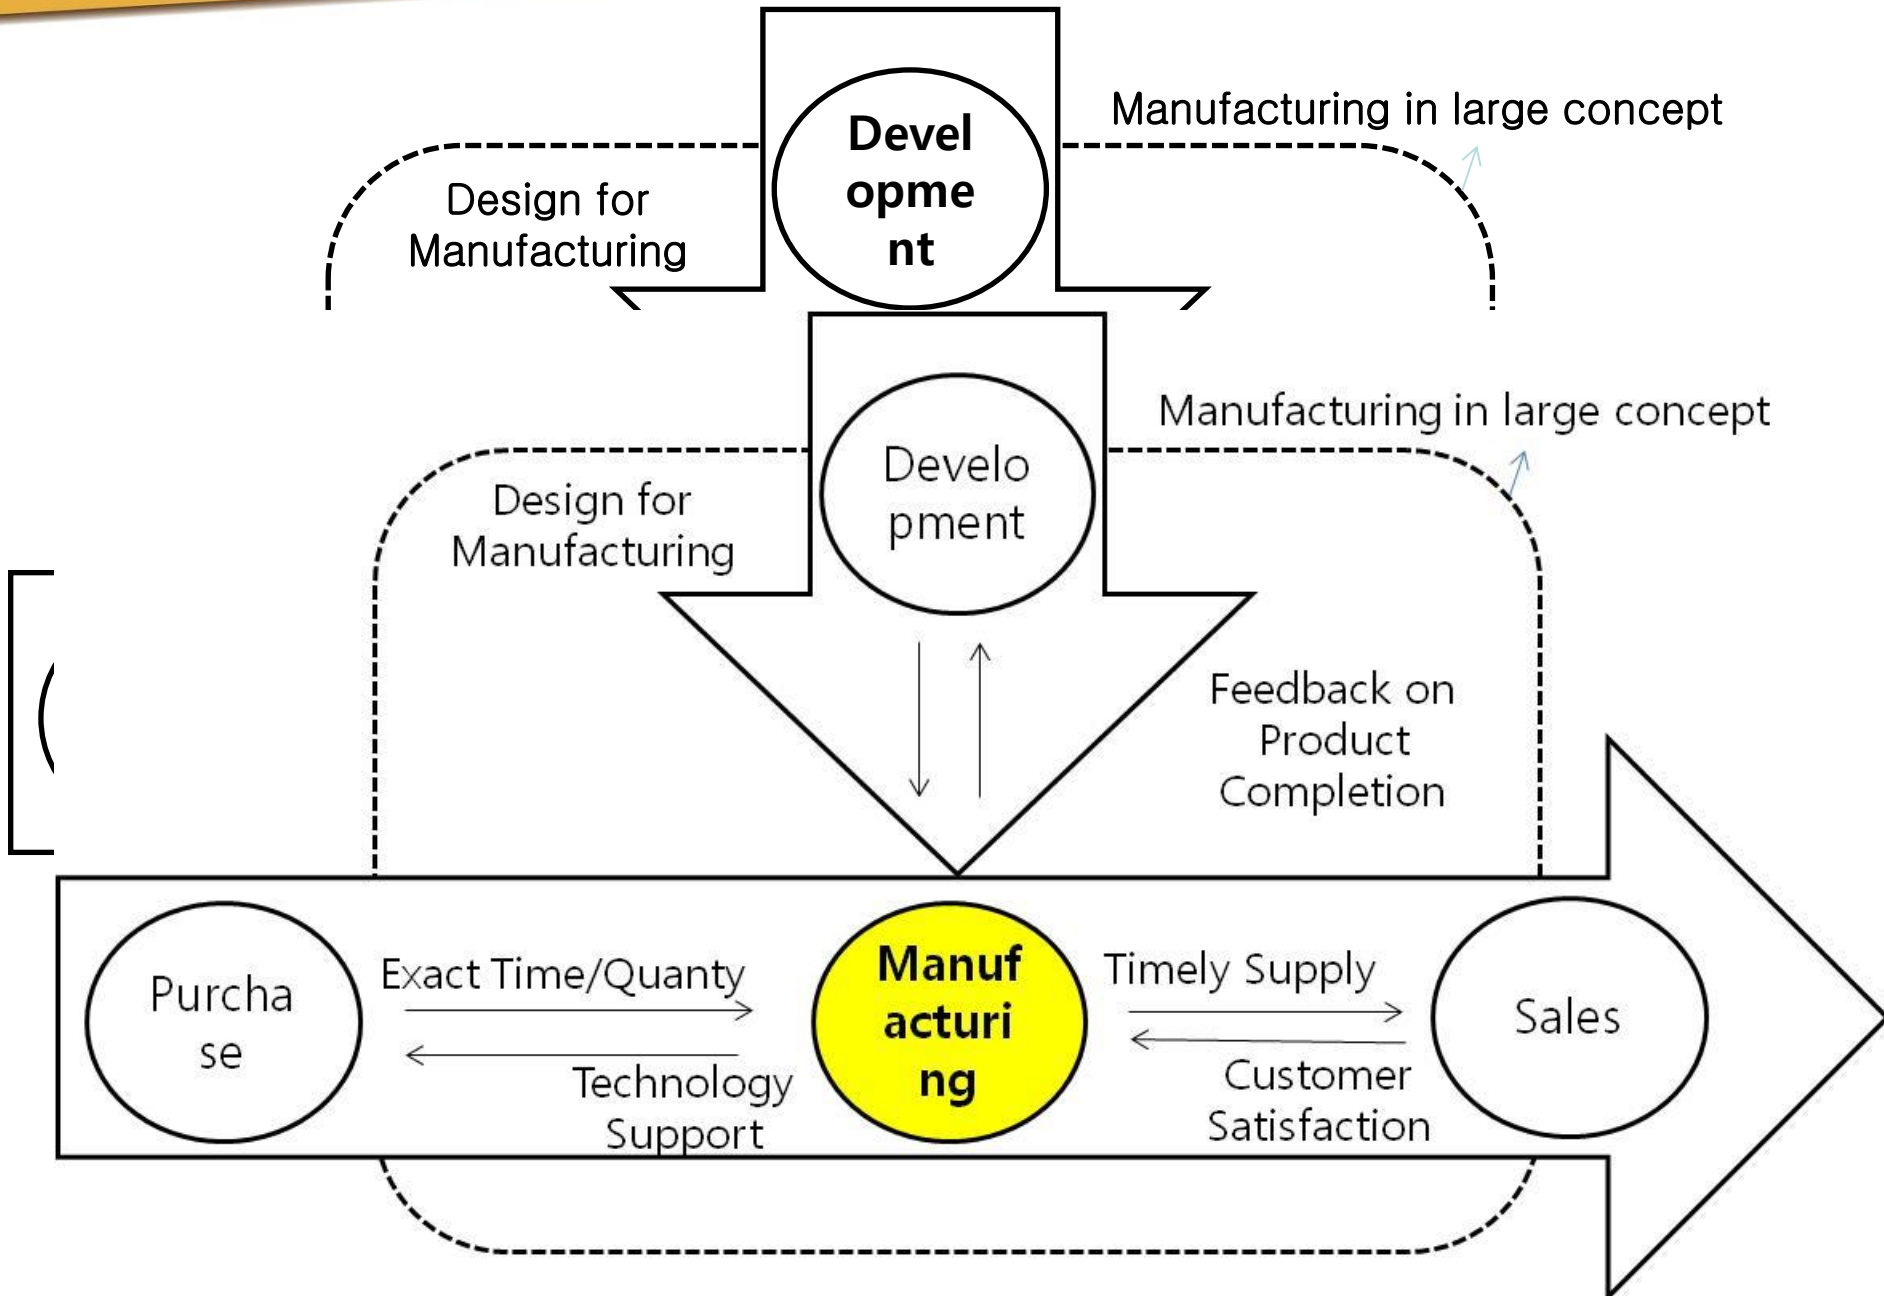 Manufacturing in large concept
Devel
opme
nt
Design for
Manufacturing
Manufacturing in large concept
Develo
pment
Design for
Manufacturing
Feedback on
Product
Completion
Purcha
se
Exact Time/Quanty
Technology
Support
Manuf
acturi
ng
Timely Supply
Customer
Satisfaction
Sales